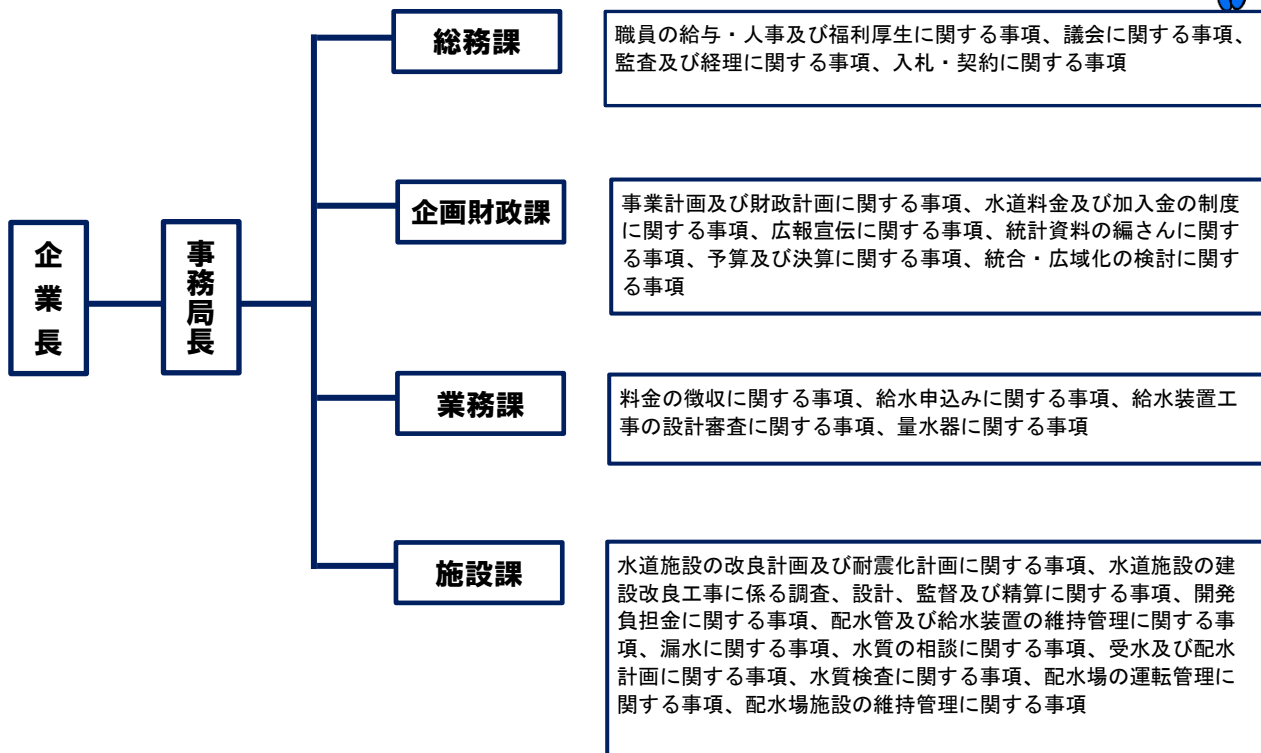 企業長
事務局長
総務課
職員の給与・人事及び福利厚生に関する事項、議会に関する事項、
監査及び経理に関する事項、入札・契約に関する事項
企画財政課
事業計画及び財政計画に関する事項、水道料金及び加入金の制度
に関する事項、広報宣伝に関する事項、統計資料の編さんに関す
る事項、予算及び決算に関する事項、統合・広域化の検討に関す
る事項
業務課
料金の徴収に関する事項、給水申込みに関する事項、給水装置工
事の設計審査に関する事項、量水器に関する事項
施設課
水道施設の改良計画及び耐震化計画に関する事項、水道施設の建
設改良工事に係る調査、設計、監督及び精算に関する事項、開発
負担金に関する事項、配水管及び給水装置の維持管理に関する事
項、漏水に関する事項、水質の相談に関する事項、受水及び配水
計画に関する事項、水質検査に関する事項、配水場の運転管理に
関する事項、配水場施設の維持管理に関する事項